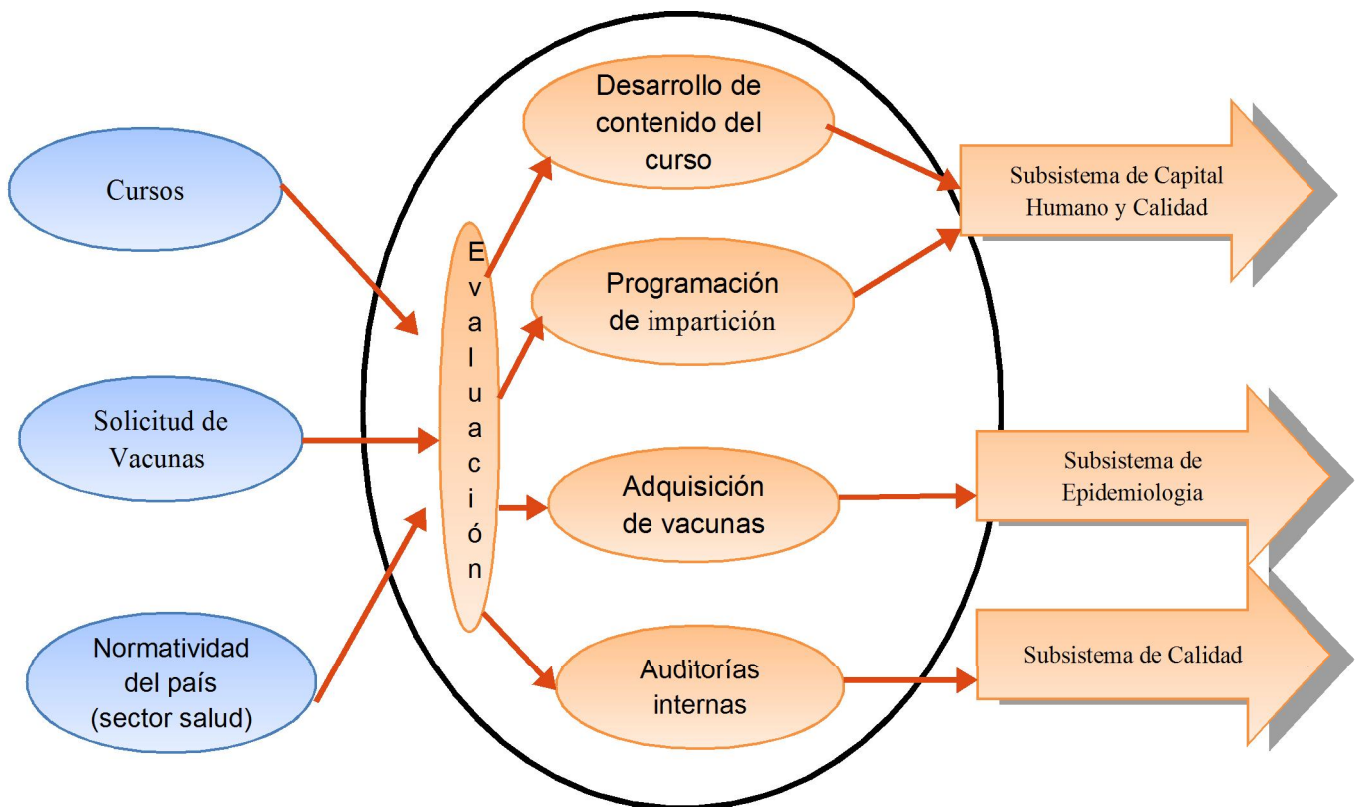 Cursos
Solicitud de
Vacunas
Normatividad
del país
(sector salud)
E
v
a
l
u
a
c
i
ó
n
Desarrollo de
contenido del
curso
Programación
de impartición
Adquisición
de vacunas
Auditorías
internas
Subsistema de Capital
Humano y Calidad
Subsistema de
Epidemiologia
Subsistema de Calidad